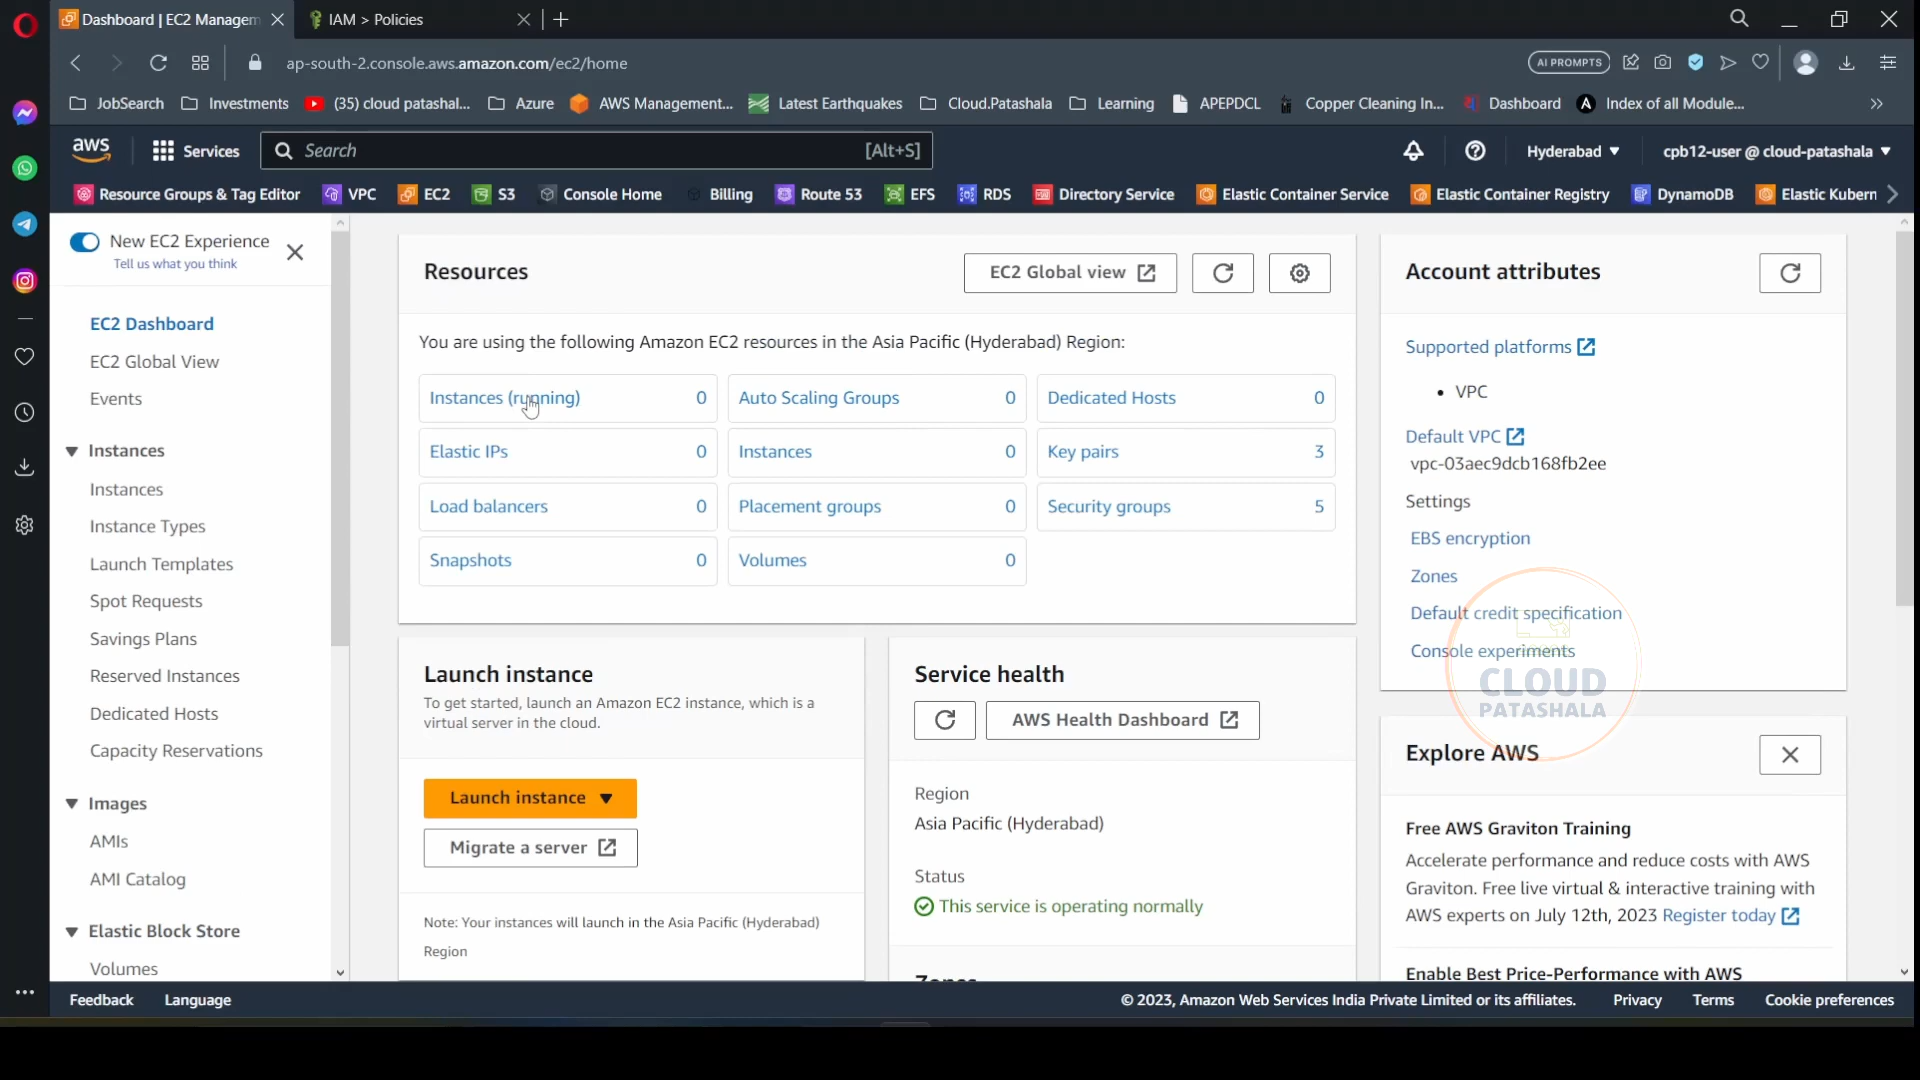 Dashboard | EC2 Managem
IAM > Policies
ap-south-2.console.aws.amazon.com/ec2/home
AI PROMPTS
JobSearch
Investments
(35) cloud patashal...
Azure
AWS Management...
Latest Earthquakes
Cloud.Patashala
Learning
APEPDCL
Copper Cleaning In...
Dashboard
Index of all Module...
aws
Services
Search
[Alt+S]
Hyderabad
cpb12-user @ cloud-patashala
Resource Groups & Tag Editor
VPC
EC2
S3
Console Home
Billing
Route 53
EFS
RDS
Directory Service
Elastic Container Service
Elastic Container Registry
DynamoDB
Elastic Kubern
New EC2 Experience
Tell us what you think
EC2 Dashboard
EC2 Global View
Events
Instances
Instances
Instance Types
Launch Templates
Spot Requests
Savings Plans
Reserved Instances
Dedicated Hosts
Capacity Reservations
Images
AMIs
AMI Catalog
Elastic Block Store
Volumes
Resources
EC2 Global view
You are using the following Amazon EC2 resources in the Asia Pacific (Hyderabad) Region:
Instances (running) 0
Auto Scaling Groups 0
Dedicated Hosts 0
Elastic IPs 0
Instances 0
Key pairs 3
Load balancers 0
Placement groups 0
Security groups 5
Snapshots 0
Volumes 0
Launch instance
To get started, launch an Amazon EC2 instance, which is a
virtual server in the cloud.
Launch instance
Migrate a server
Note: Your instances will launch in the Asia Pacific (Hyderabad)
Region
Service health
AWS Health Dashboard
Region
Asia Pacific (Hyderabad)
Status
This service is operating normally
Zones
Account attributes
Supported platforms
• VPC
Default VPC
vpc-03aec9dcb168fb2ee
Settings
EBS encryption
Zones
Default credit specification
Console experiments
CLOUD
PATASHALA
Explore AWS
Free AWS Graviton Training
Accelerate performance and reduce costs with AWS
Graviton. Free live virtual & interactive training with
AWS experts on July 12th, 2023 Register today
Enable Best Price-Performance with AWS
Feedback
Language
© 2023, Amazon Web Services India Private Limited or its affiliates.
Privacy
Terms
Cookie preferences